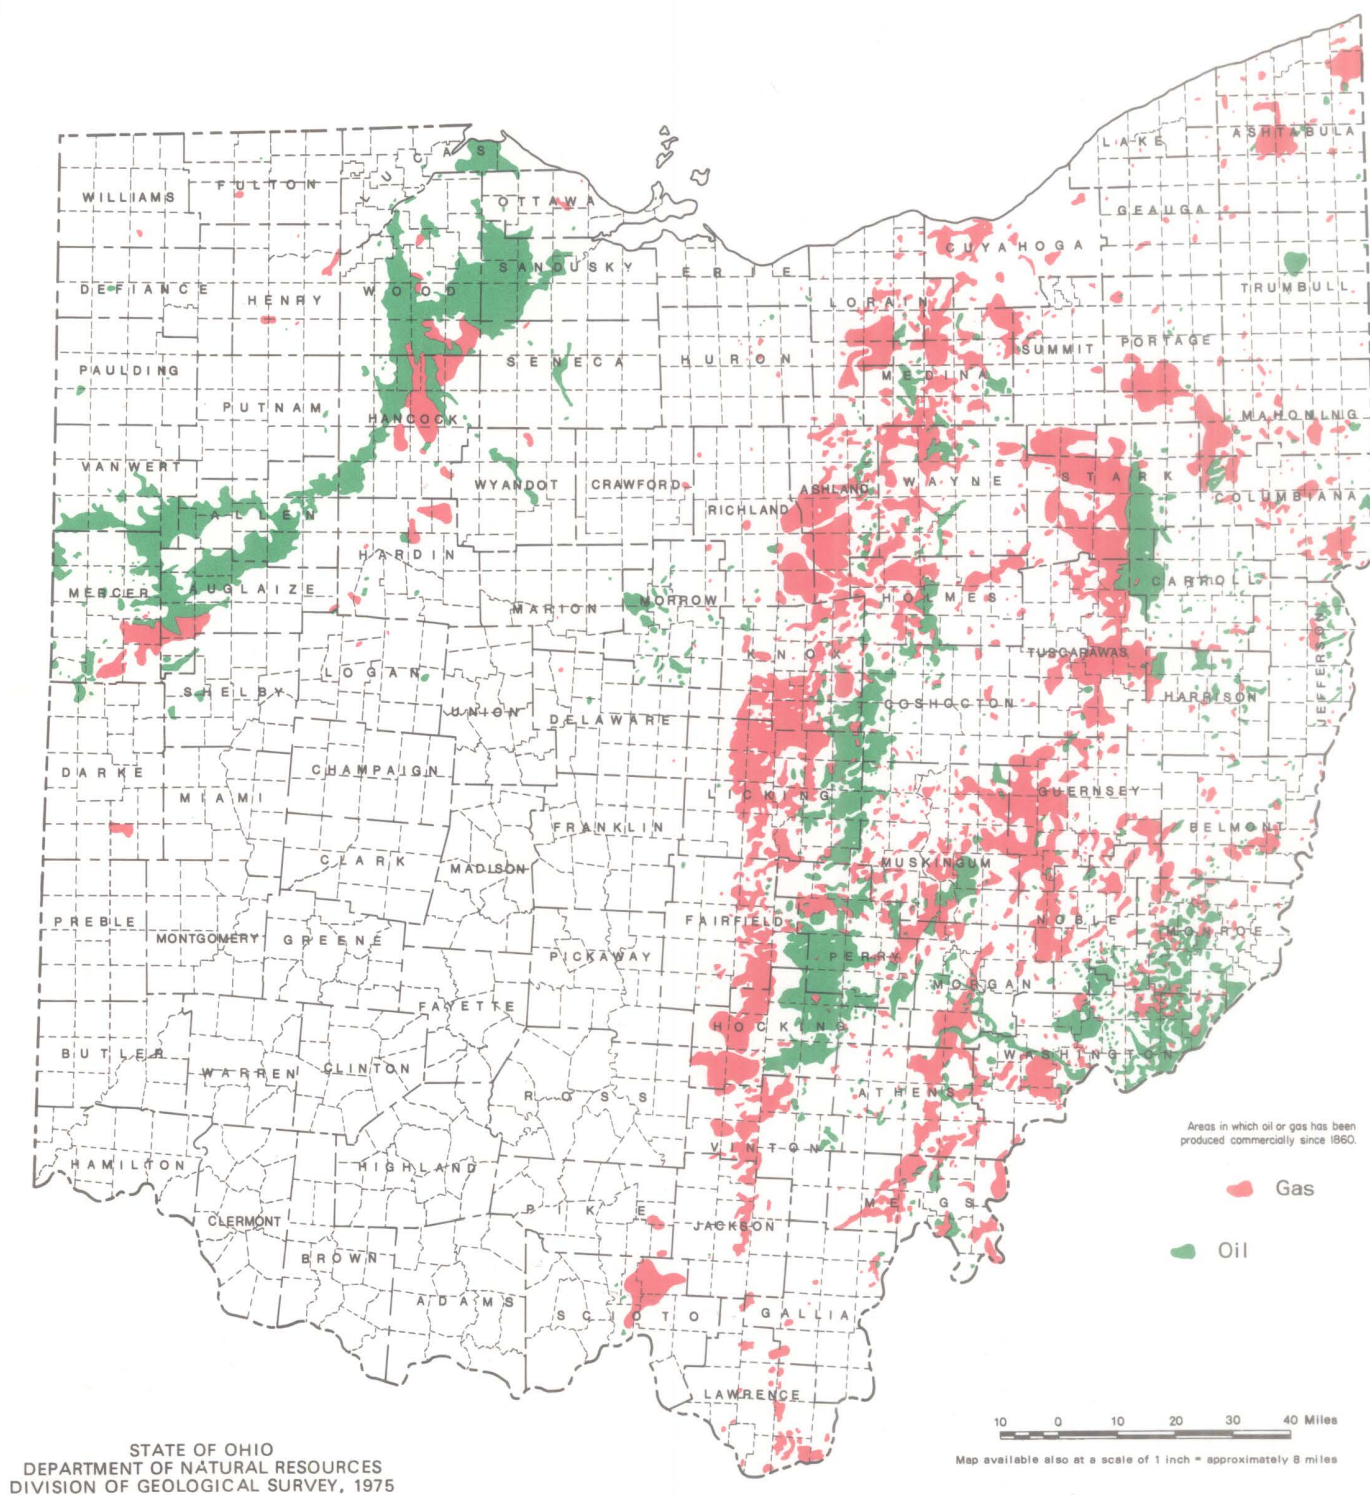 LAKE
ASHTABULA
LUCAS
FULTON
WILLIAMS
OTTAWA
GEAUGA
CUYAHOGA
SANDUSKY
ERIE
DEFIANCE
HENRY
WOOD
LORAIN
TRUMBULL
SENECA
HURON
SUMMIT
PORTAGE
PAULDING
MEDINA
PUTNAM
HANCOCK
MAHONING
VAN WERT
WYANDOT
CRAWFORD
RICHLAND
ASHLAND
WAYNE
STARK
COLUMBIANA
ALLEN
HARDIN
MERCER
AUGLAIZE
MARION
MORROW
HOLMES
CARROLL
KNOX
TUSCARAWAS
JEFFERSON
LOGAN
SHELBY
UNION
DELAWARE
COSHOCTON
HARRISON
DARKE
CHAMPAIGN
MIAMI
LICKING
GUERNSEY
FRANKLIN
BELMONT
CLARK
MADISON
MUSKINGUM
PREBLE
MONTGOMERY
GREENE
FAIRFIELD
NOBLE
MONROE
PICKAWAY
PERRY
MORGAN
FAYETTE
HOCKING
BUTLER
WARREN
CLINTON
WASHINGTON
ROSS
ATHENS
VINTON
HAMILTON
HIGHLAND
PIKE
MEIGS
CLERMONT
JACKSON
BROWN
ADAMS
SCIOTO
GALLIA
LAWRENCE
Areas in which oil or gas has been
produced commercially since 1860.
Gas
Oil
10 0 10 20 30 40 Miles
Map available also at a scale of 1 inch = approximately 8 miles
STATE OF OHIO
DEPARTMENT OF NATURAL RESOURCES
DIVISION OF GEOLOGICAL SURVEY, 1975